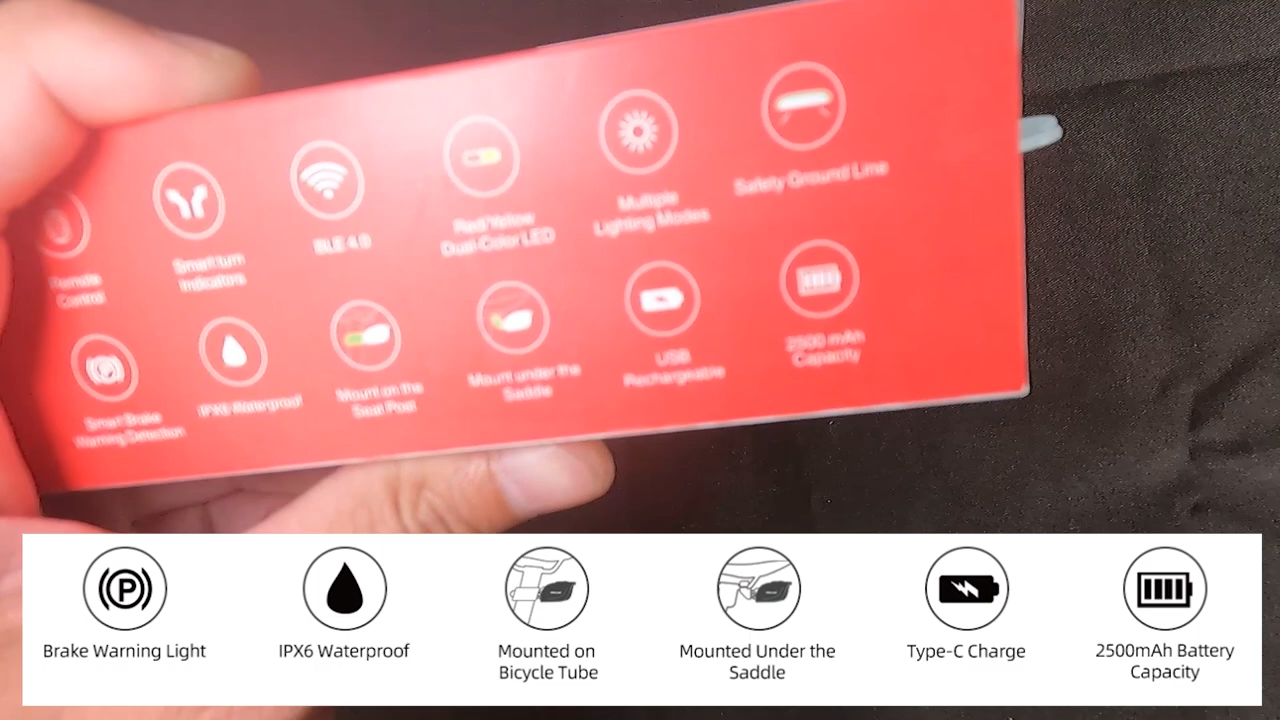 Remote
Control
Smart turn
Indicators
BLE 4.0
Red/Yellow
Dual-Color LED
Multiple
Lighting Modes
Safety Ground Line
Smart Brake
Warning Detection
IPX6 Waterproof
Mount on the
Seat Post
Mount under the
Saddle
USB
Rechargeable
2500 mAh
Capacity
P
Brake Warning Light
IPX6 Waterproof
Mounted on
Bicycle Tube
Mounted Under the
Saddle
Type-C Charge
2500mAh Battery
Capacity